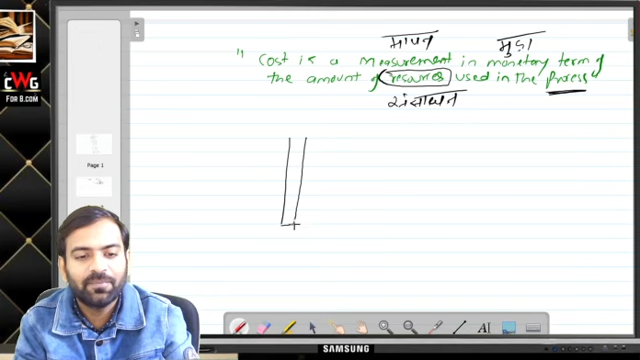 मापन मुद्रा
" Cost is a measurement in monetary term of
the amount of resources used in the process"
संसाधन
CWG
FOR B.COM
Page 1
AI
SAMSUNG